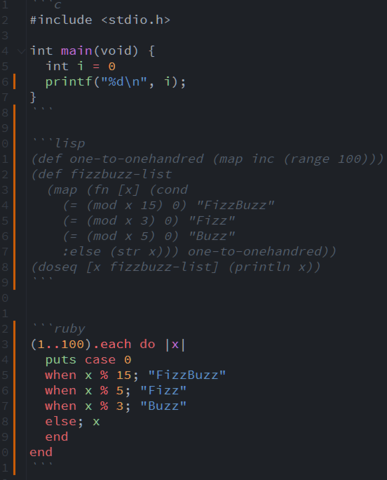 1 ```c
2 #include <stdio.h>
3
4 int main(void) {
5   int i = 0
6   printf("%d\n", i);
7 }
8 ```
9
0 ```lisp
1 (def one-to-onehandred (map inc (range 100)))
2 (def fizzbuzz-list
3   (map (fn [x] (cond
4     (= (mod x 15) 0) "FizzBuzz"
5     (= (mod x 3) 0) "Fizz"
6     (= (mod x 5) 0) "Buzz"
7     :else (str x))) one-to-onehandred))
8 (doseq [x fizzbuzz-list] (println x))
9 ```
0
1
2 ```ruby
3 (1..100).each do |x|
4   puts case 0
5   when x % 15; "FizzBuzz"
6   when x % 5; "Fizz"
7   when x % 3; "Buzz"
8   else; x
9   end
0 end
1 ```